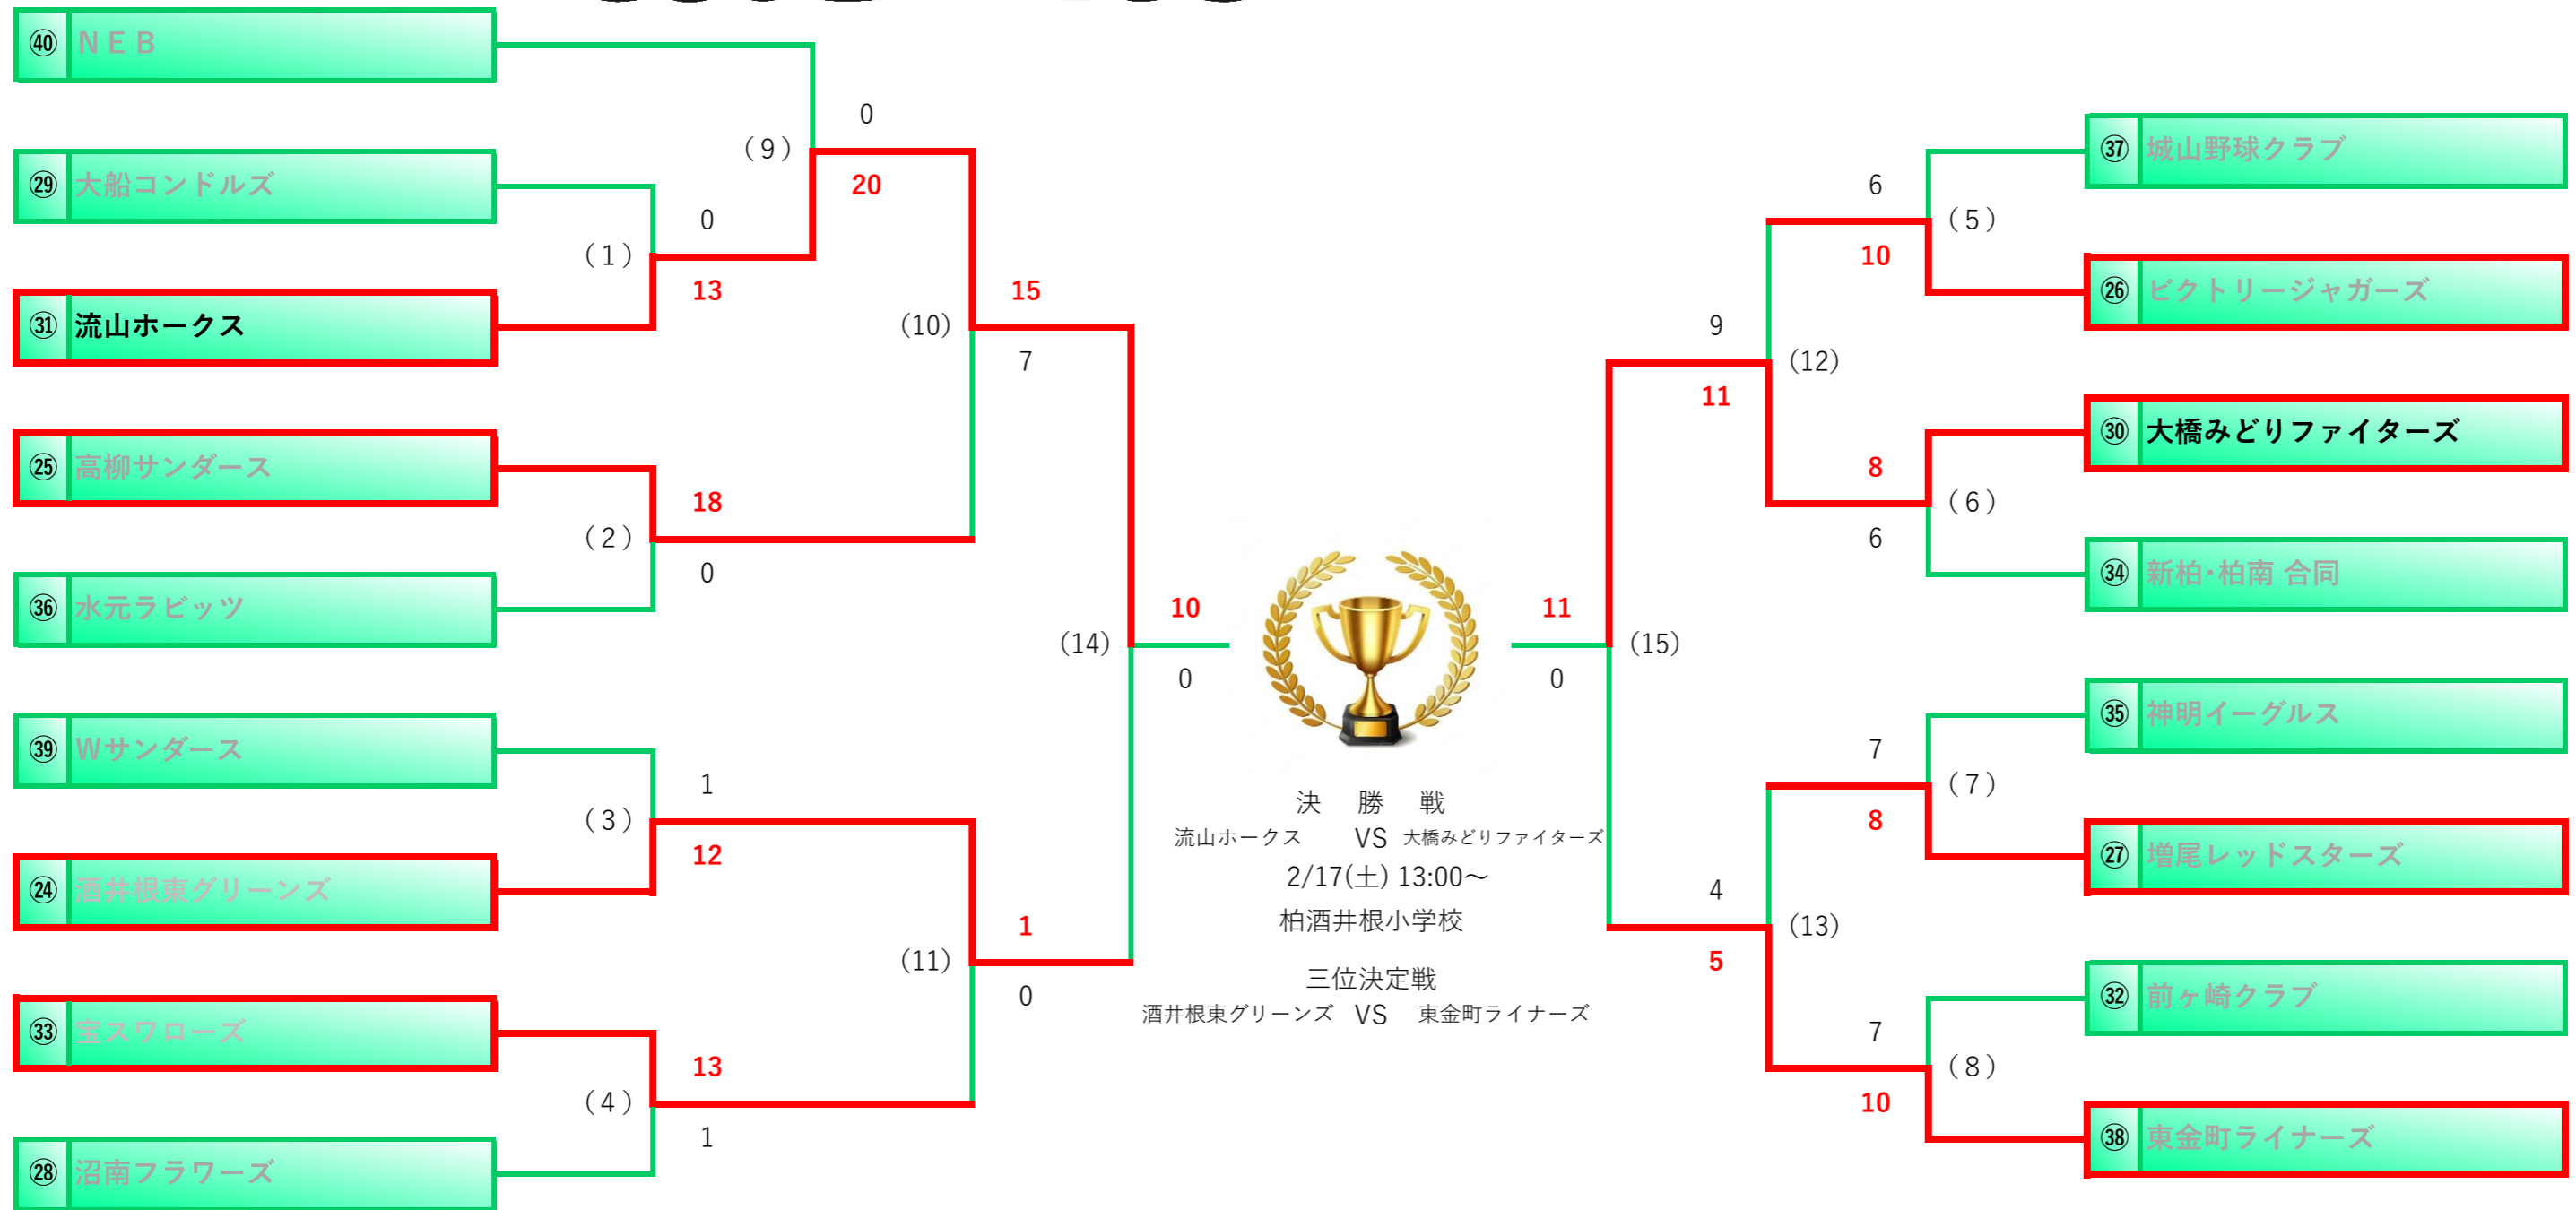 ㊵ ＮＥＢ
㉙ 大船コンドルズ
㉛ 流山ホークス
㉕ 高柳サンダース
㊱ 水元ラビッツ
㊴ Wサンダース
㉔ 酒井根東グリーンズ
㉝ 宝スワローズ
㉘ 沼南フラワーズ
（1）
0
13
（2）
18
0
（3）
1
12
（4）
13
1
（9）
0
20
（10）
15
7
（11）
1
0
（14）
10
0
決　勝　戦
流山ホークス　VS　大橋みどりファイターズ
2/17(土) 13:00～
柏酒井根小学校
三位決定戦
酒井根東グリーンズ　VS　東金町ライナーズ
11
0
（15）
9
11
（12）
4
5
（13）
6
10
（5）
8
6
（6）
7
8
（7）
7
10
（8）
㊲ 城山野球クラブ
㉖ ビクトリージャガーズ
㉚ 大橋みどりファイターズ
㉞ 新柏･柏南 合同
㉟ 神明イーグルス
㉗ 増尾レッドスターズ
㉜ 前ヶ崎クラブ
㊳ 東金町ライナーズ